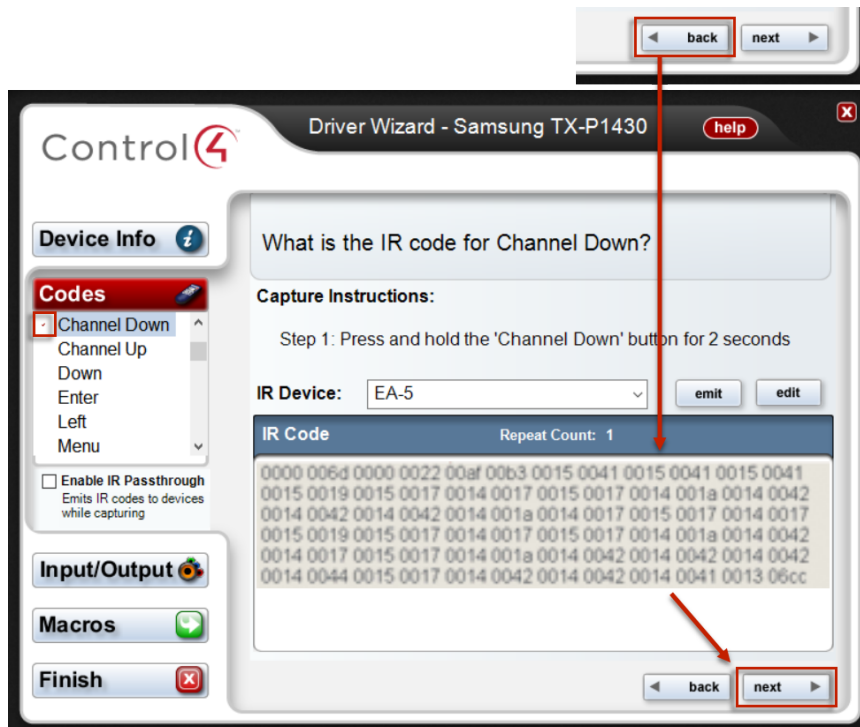 back next
Control4
Driver Wizard - Samsung TX-P1430
help
Device Info
What is the IR code for Channel Down?
Codes
Channel Down
Channel Up
Down
Enter
Left
Menu
Capture Instructions:
Step 1: Press and hold the 'Channel Down' button for 2 seconds
IR Device: EA-5 emit edit
IR Code Repeat Count: 1
0000 006d 0000 0022 00af 00b3 0015 0041 0015 0041 0015 0041
0015 0019 0015 0017 0014 0017 0015 0017 0014 001a 0014 0042
0014 0042 0014 0042 0014 001a 0014 0017 0015 0017 0014 0017
0015 0019 0015 0017 0014 0017 0015 0017 0014 001a 0014 0042
0014 0017 0015 0017 0014 001a 0014 0042 0014 0042 0014 0042
0014 0044 0015 0017 0014 0042 0014 0042 0014 0041 0013 06cc
Enable IR Passthrough
Emits IR codes to devices
while capturing
Input/Output
Macros
Finish
back next